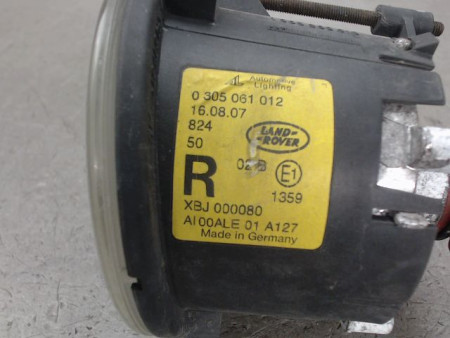 Automotive
Lighting
0 305 061 012
16.08.07
824
50
LAND-
ROVER
R
E1
1359
XBJ 000080
AI 00ALE 01 A127
Made in Germany